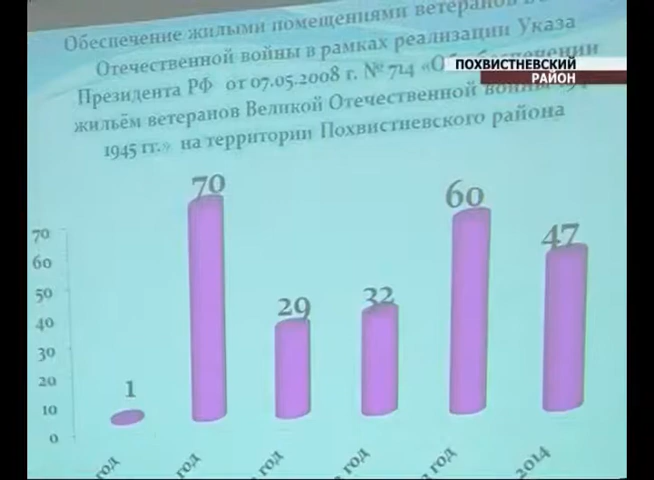 Обеспечение жилыми помещениями ветеранов
Отечественной войны в рамках реализации Указа
Президента РФ от 07.05.2008 г. № 714
жильём ветеранов Великой Отечественной войны
1945 гг.» на территории Похвистневского района
ПОХВИСТНЕВСКИЙ
РАЙОН
70
60
50
40
30
20
10
0
1
70
29
32
60
47
год
год
год
год
год
2014